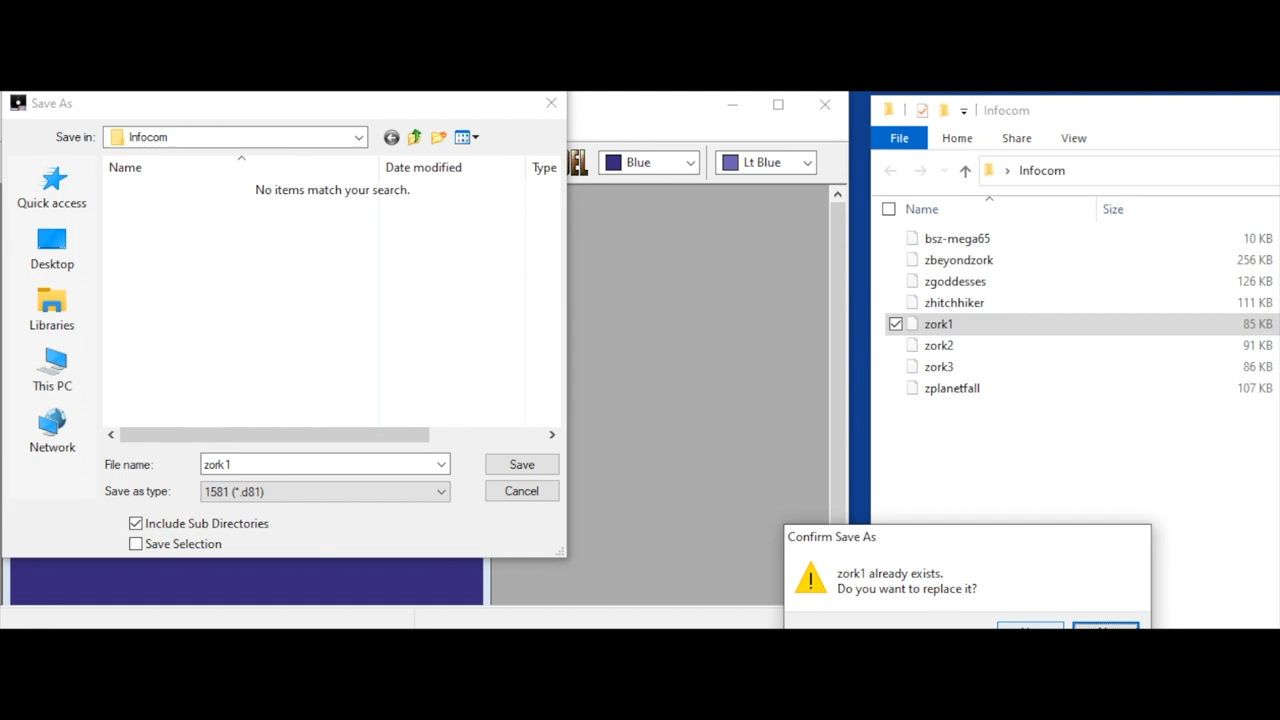 Save As
Save in:
Infocom
Name
Date modified
Type
No items match your search.
Quick access
Desktop
Libraries
This PC
Network
File name:
zork1
Save
Save as type:
1581 (*.d81)
Cancel
Include Sub Directories
Save Selection
Blue
Lt Blue
Infocom
File
Home
Share
View
Infocom
Name
Size
bsz-mega65
10 KB
zbeyondzork
256 KB
zgoddesses
126 KB
zhitchhiker
111 KB
zork1
85 KB
zork2
91 KB
zork3
86 KB
zplanetfall
107 KB
Confirm Save As
zork1 already exists.
Do you want to replace it?